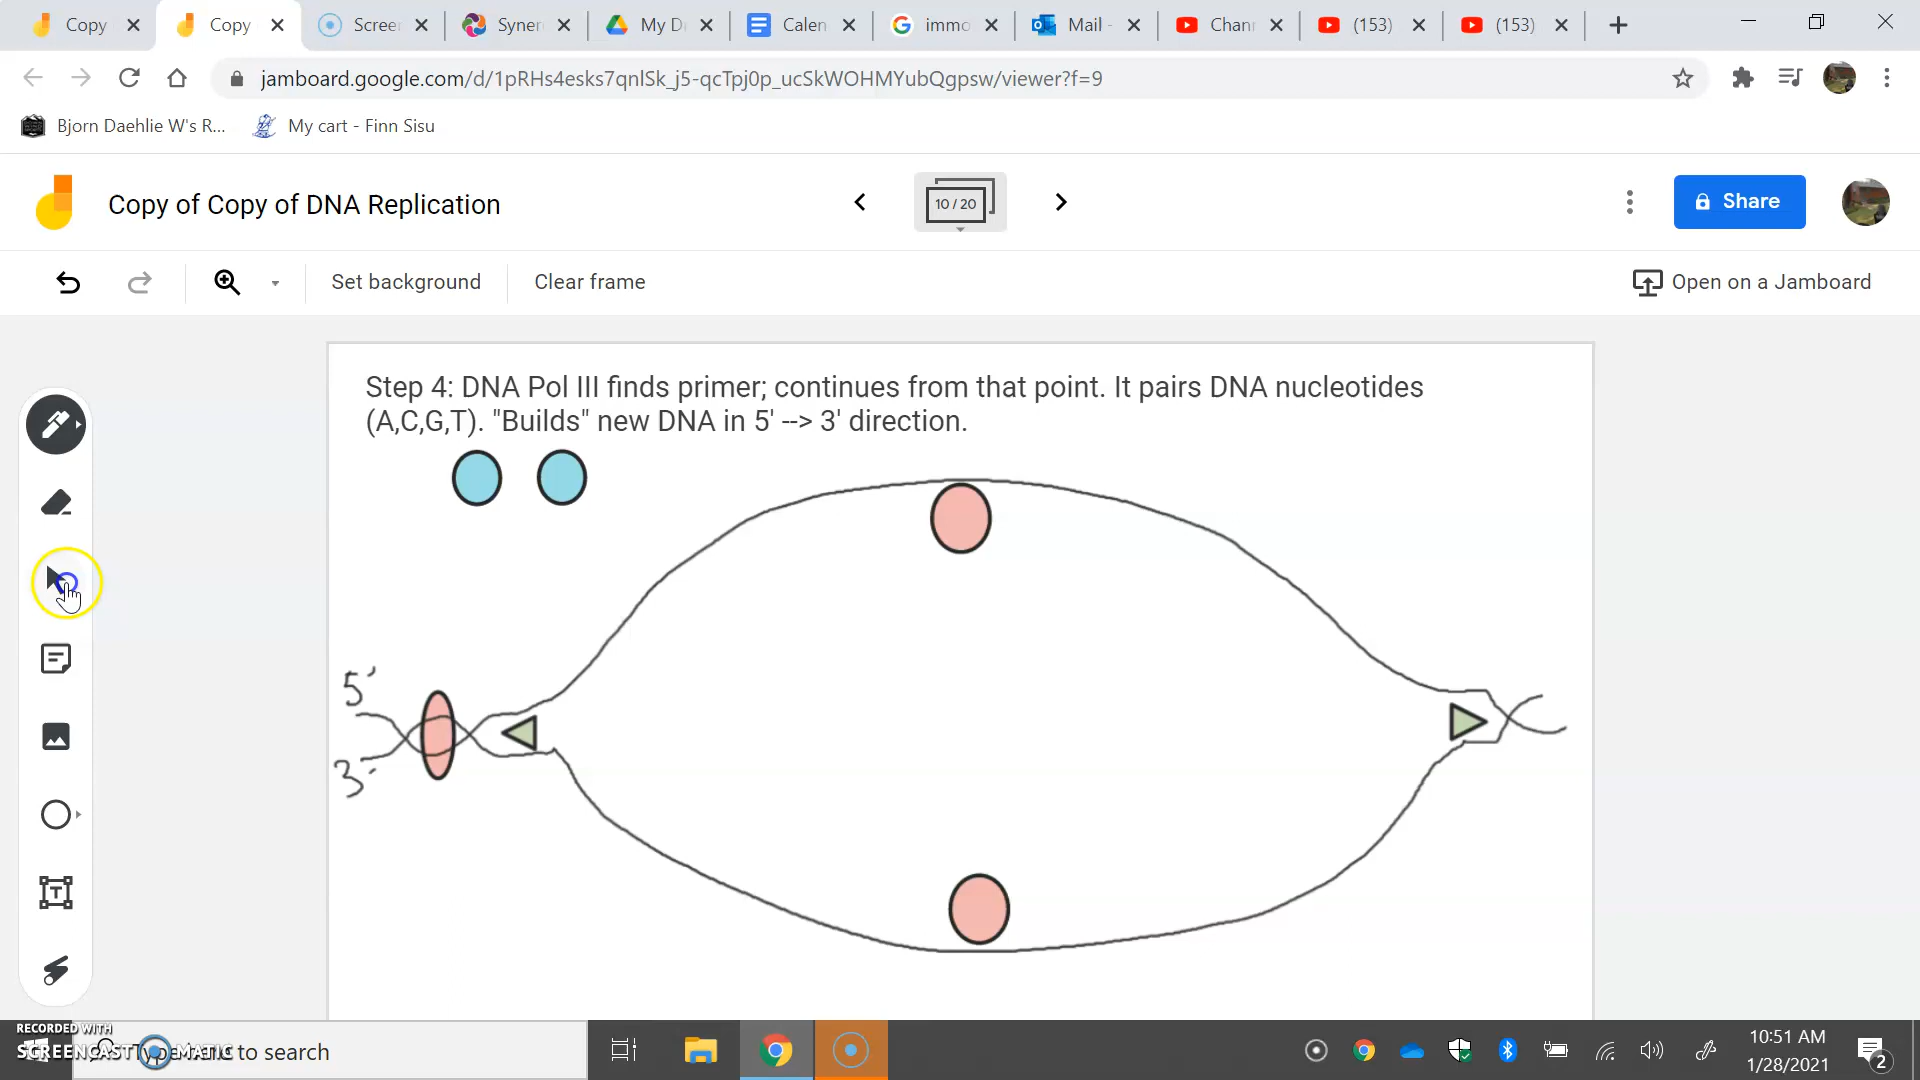 Copy
Copy
Screen
Syner
My D
Calen
immo
Mail -
Chan
(153)
(153)
jamboard.google.com/d/1pRHs4esks7qnlSk_j5-qcTpj0p_ucSkWOHMYubQgpsw/viewer?f=9
Bjorn Daehlie W's R...
My cart - Finn Sisu
Copy of Copy of DNA Replication
10 / 20
Share
Set background
Clear frame
Open on a Jamboard
Step 4: DNA Pol III finds primer; continues from that point. It pairs DNA nucleotides
(A,C,G,T). "Builds" new DNA in 5' --> 3' direction.
5'
3'
RECORDED WITH
SCREENCAST MATIC
to search
10:51 AM
1/28/2021
2